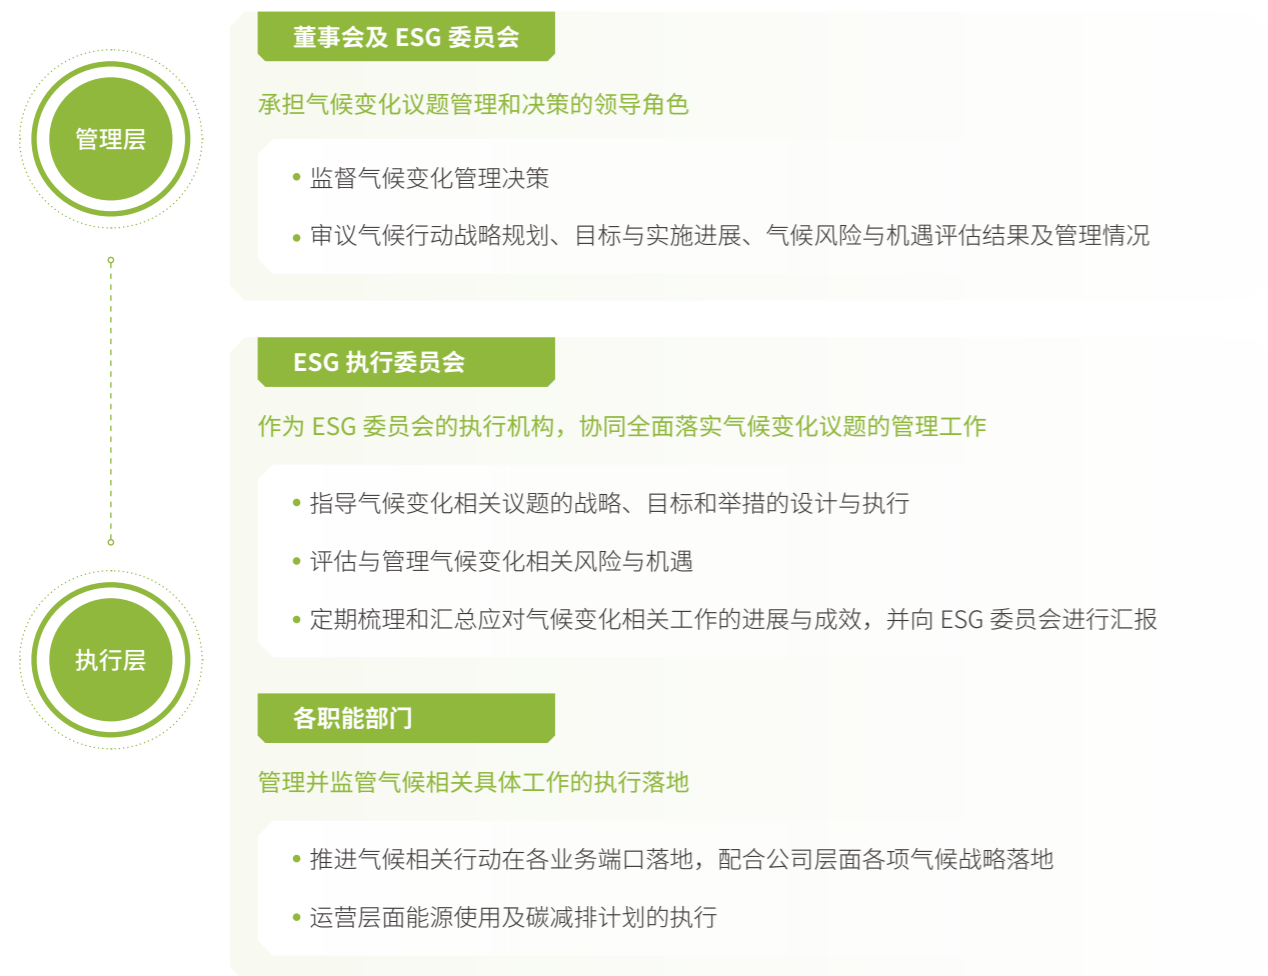 管理层
董事会及 ESG 委员会
承担气候变化议题管理和决策的领导角色
监督气候变化管理决策
审议气候行动战略规划、目标与实施进展、气候风险与机遇评估结果及管理情况
执行层
ESG 执行委员会
作为 ESG 委员会的执行机构，协同全面落实气候变化议题的管理工作
指导气候变化相关议题的战略、目标和举措的设计与执行
评估与管理气候变化相关风险与机遇
定期梳理和汇总应对气候变化相关工作的进展与成效，并向 ESG 委员会进行汇报
各职能部门
管理并监管气候相关具体工作的执行落地
推进气候相关行动在各业务端口落地，配合公司层面各项气候战略落地
运营层面能源使用及碳减排计划的执行